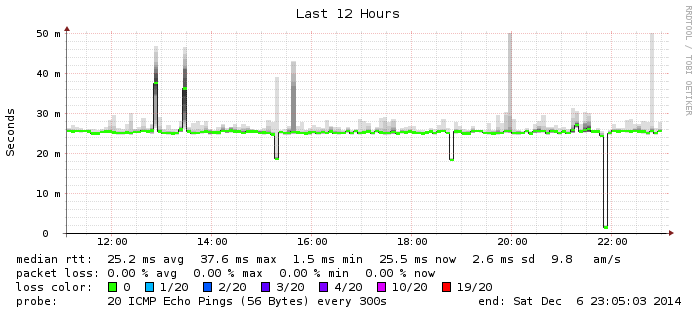 Last 12 Hours
RRDTOOL / TOBI OETIKER
Seconds
50 m
40 m
30 m
20 m
10 m
0
12:00 14:00 16:00 18:00 20:00 22:00
median rtt: 25.2 ms avg 37.6 ms max 1.5 ms min 25.5 ms now 2.6 ms sd 9.8 am/s
packet loss: 0.00 % avg 0.00 % max 0.00 % min 0.00 % now
loss color: 0 1/20 2/20 3/20 4/20 10/20 19/20
probe: 20 ICMP Echo Pings (56 Bytes) every 300s end: Sat Dec 6 23:05:03 2014